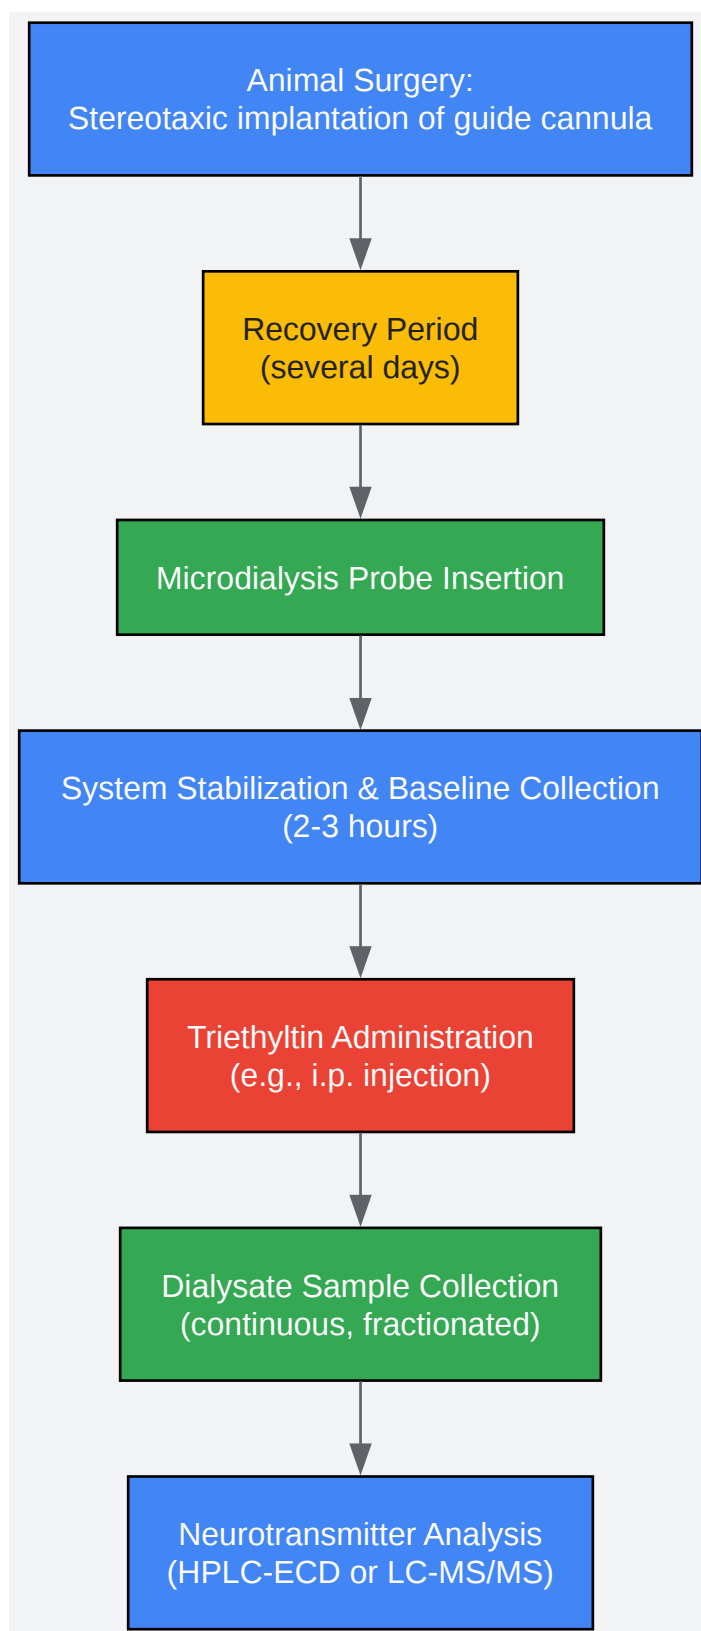 Animal Surgery:
Stereotaxic implantation of guide cannula
Recovery Period
(several days)
Microdialysis Probe Insertion
System Stabilization & Baseline Collection
(2-3 hours)
Triethyltin Administration
(e.g., i.p. injection)
Dialysate Sample Collection
(continuous, fractionated)
Neurotransmitter Analysis
(HPLC-ECD or LC-MS/MS)